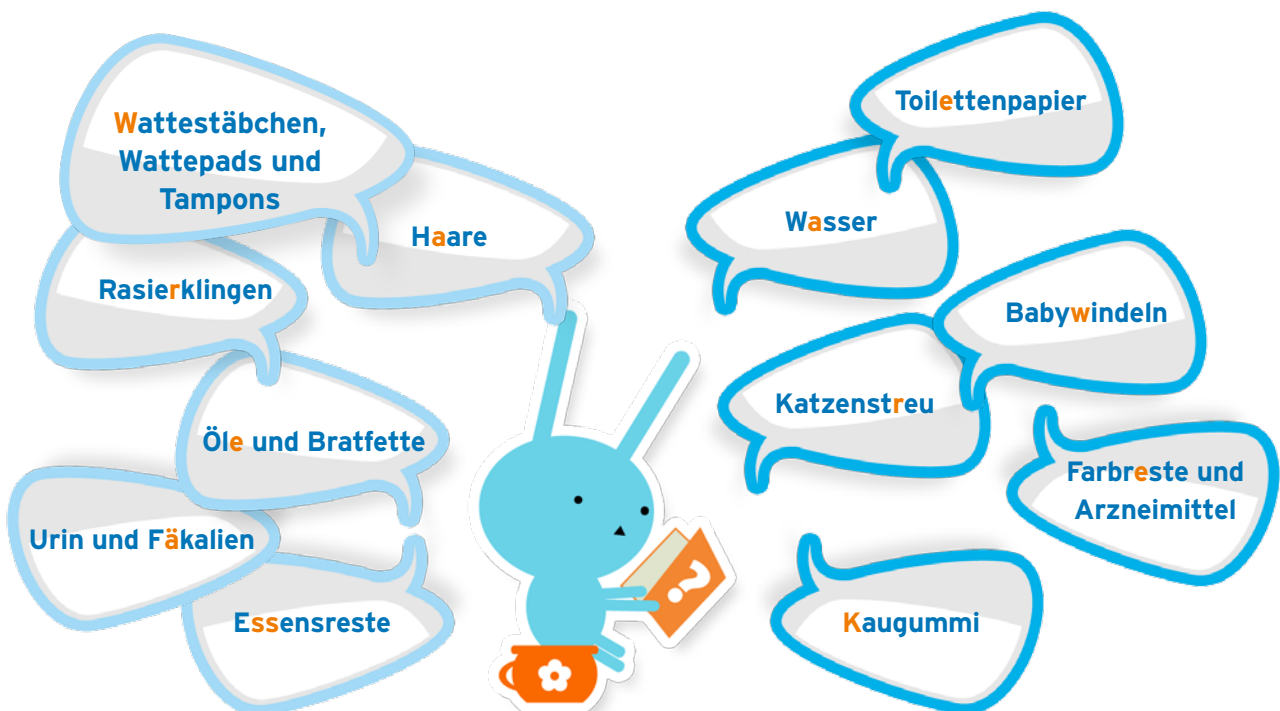 Wattestäbchen,
Wattepads und
Tampons
Haare
Rasierklingen
Öle und Bratfette
Urin und Fäkalien
Essensreste
Toilettenpapier
Wasser
Babywindeln
Katzenstreu
Farbreste und
Arzneimittel
Kaugummi
?